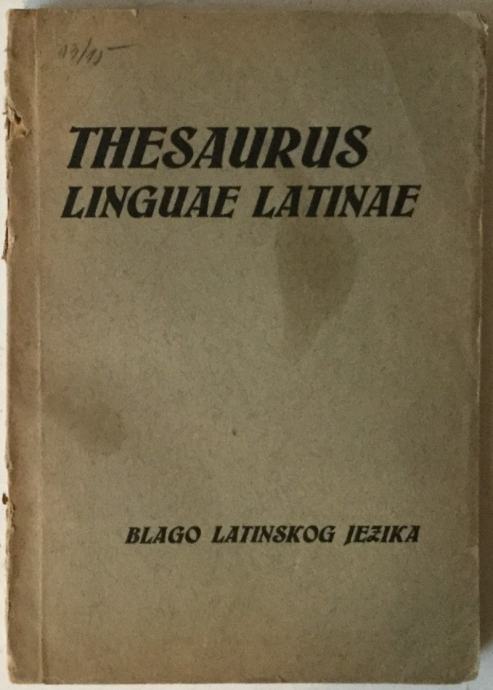 THESAURUS
LINGUAE LATINAE
BLAGO LATINSKOG JEZIKA